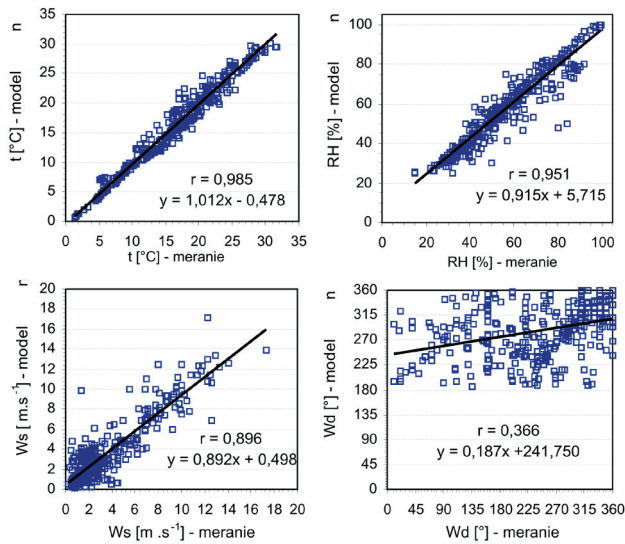 n
35
30
25
20
15
10
5
0
t [°C] - model
r = 0,985
y = 1,012x - 0,478
0 5 10 15 20 25 30 35
t [°C] - meranie
n
100
80
60
40
20
0
RH [%] - model
r = 0,951
y = 0,915x + 5,715
0 20 40 60 80 100
RH [%] - meranie
20
18
16
14
12
10
8
6
4
2
0
Ws [ m.s⁻¹] - model
r = 0,896
y = 0,892x + 0,498
0 2 4 6 8 10 12 14 16 18 20
Ws [m .s⁻¹] - meranie
n
360
315
270
225
180
135
90
45
0
Wd [°] - model
r = 0,366
y = 0,187x +241,750
0 45 90 135 180 225 270 315 360
Wd [°] - meranie